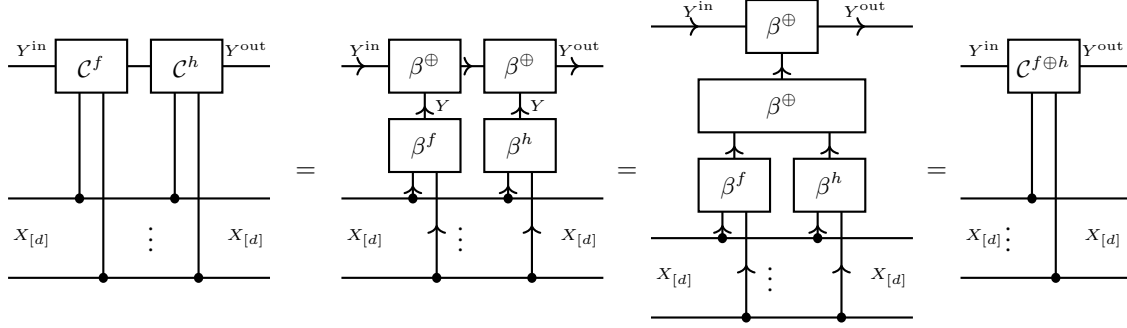 Y^in C^f C^h Y^out
X_[d] ⋮ X_[d]
=
Y^in β^⊕ β^⊕ Y^out
Y Y
β^f β^h
X_[d] ⋮ X_[d]
=
Y^in β^⊕ Y^out
β^⊕
β^f β^h
X_[d] ⋮ X_[d]
=
Y^in C^{f⊕h} Y^out
X_[d] ⋮ X_[d]